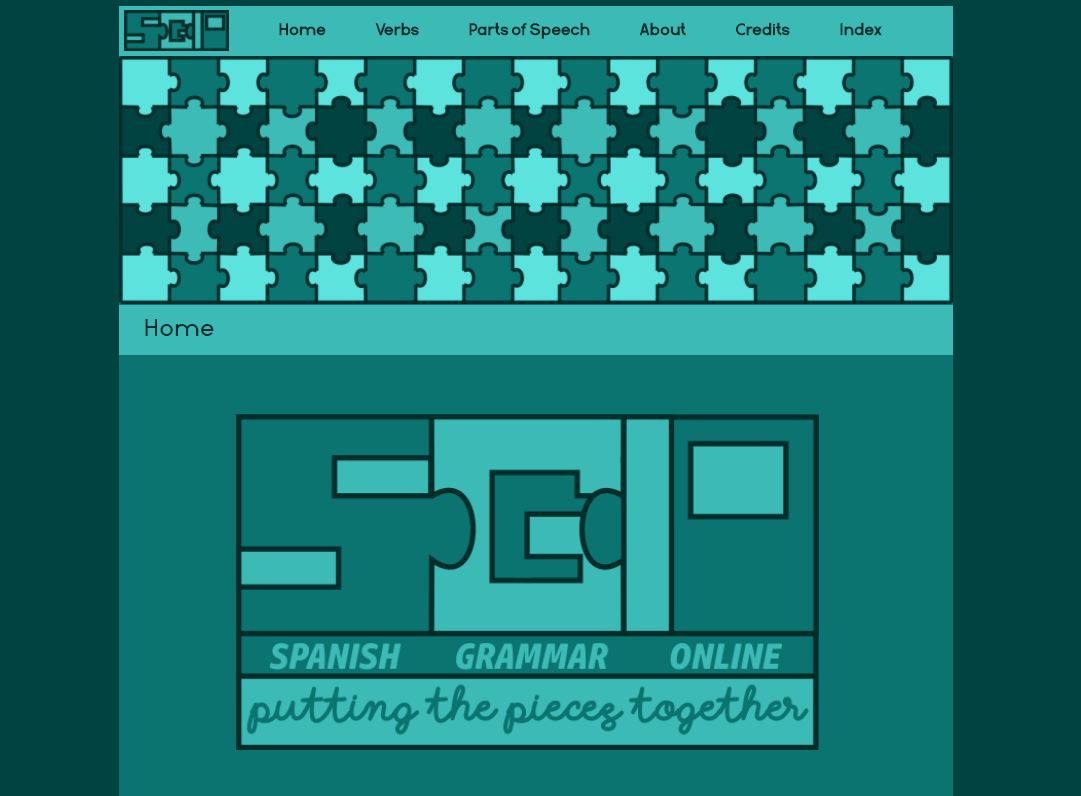 Home Verbs Parts of Speech About Credits Index
Home
SPANISH GRAMMAR ONLINE
putting the pieces together